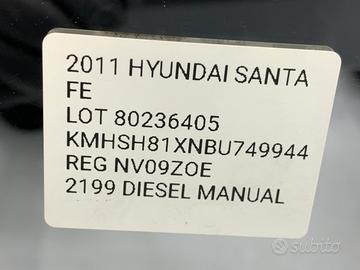 2011 HYUNDAI SANTA
FE
LOT 80236405
KMHSH81XNBU749944
REG NV09ZOE
2199 DIESEL MANUAL
subito